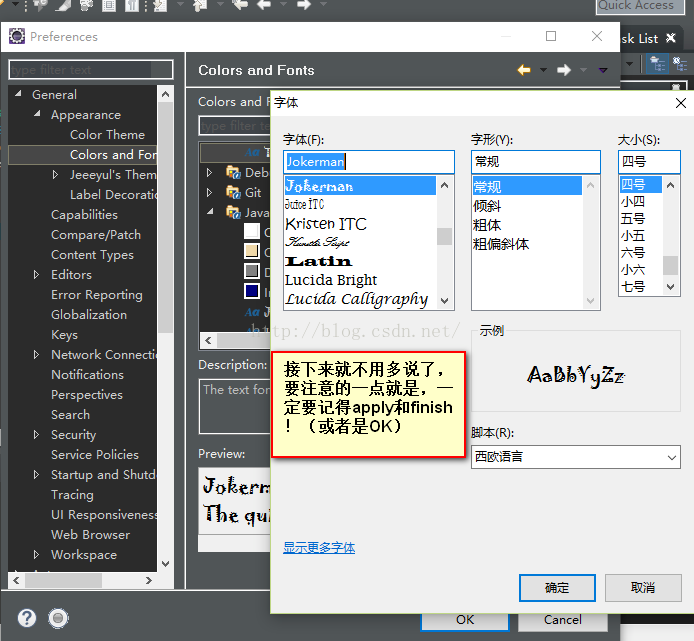 Quick Access
Preferences
sk List
type filter text
Colors and Fonts
General
Appearance
Color Theme
Colors and For
Jeeeyul's Them
Label Decoratic
Capabilities
Compare/Patch
Content Types
Editors
Error Reporting
Globalization
Keys
Network Connectic
Notifications
Perspectives
Search
Security
Service Policies
Startup and Shutd
Tracing
UI Responsiveness
Web Browser
Workspace
Colors and F
type filter te
Deb
Git
Java
Description:
The text fon
Preview:
Jokerm
The qui
OK
Cancel
字体
字体(F):
Jokerman
Jokerman
Juice ITC
Kristen ITC
Kunstler Script
Latin
Lucida Bright
Lucida Calligraphy
字形(Y):
常规
常规
倾斜
粗体
粗偏斜体
大小(S):
四号
四号
小四
五号
小五
六号
小六
七号
http://blog.csdn.net/
示例
AaBbYyZz
接下来就不用多说了，
要注意的一点就是，一
定要记得apply和finish
！（或者是OK）
脚本(R):
西欧语言
显示更多字体
确定
取消